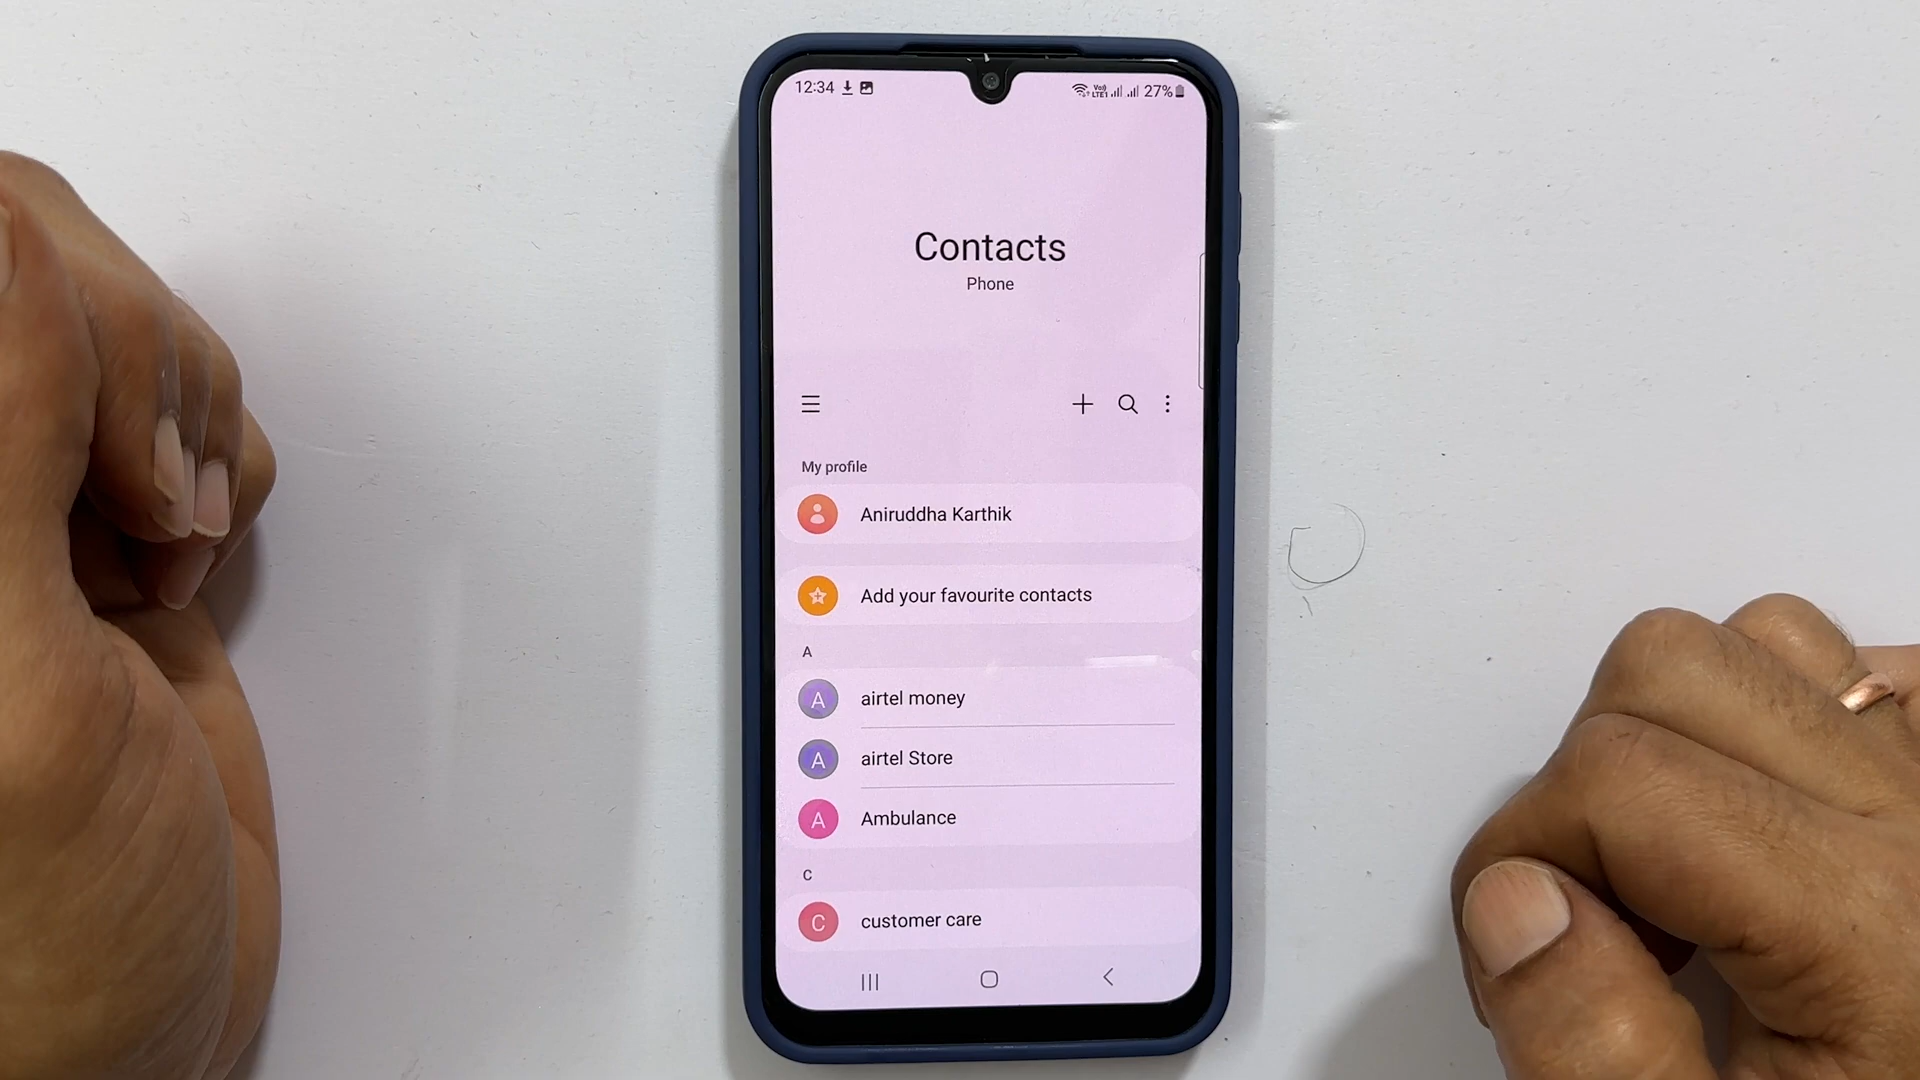 12:34 27%
Contacts
Phone
My profile
Aniruddha Karthik
Add your favourite contacts
A
A airtel money
A airtel Store
A Ambulance
C
C customer care